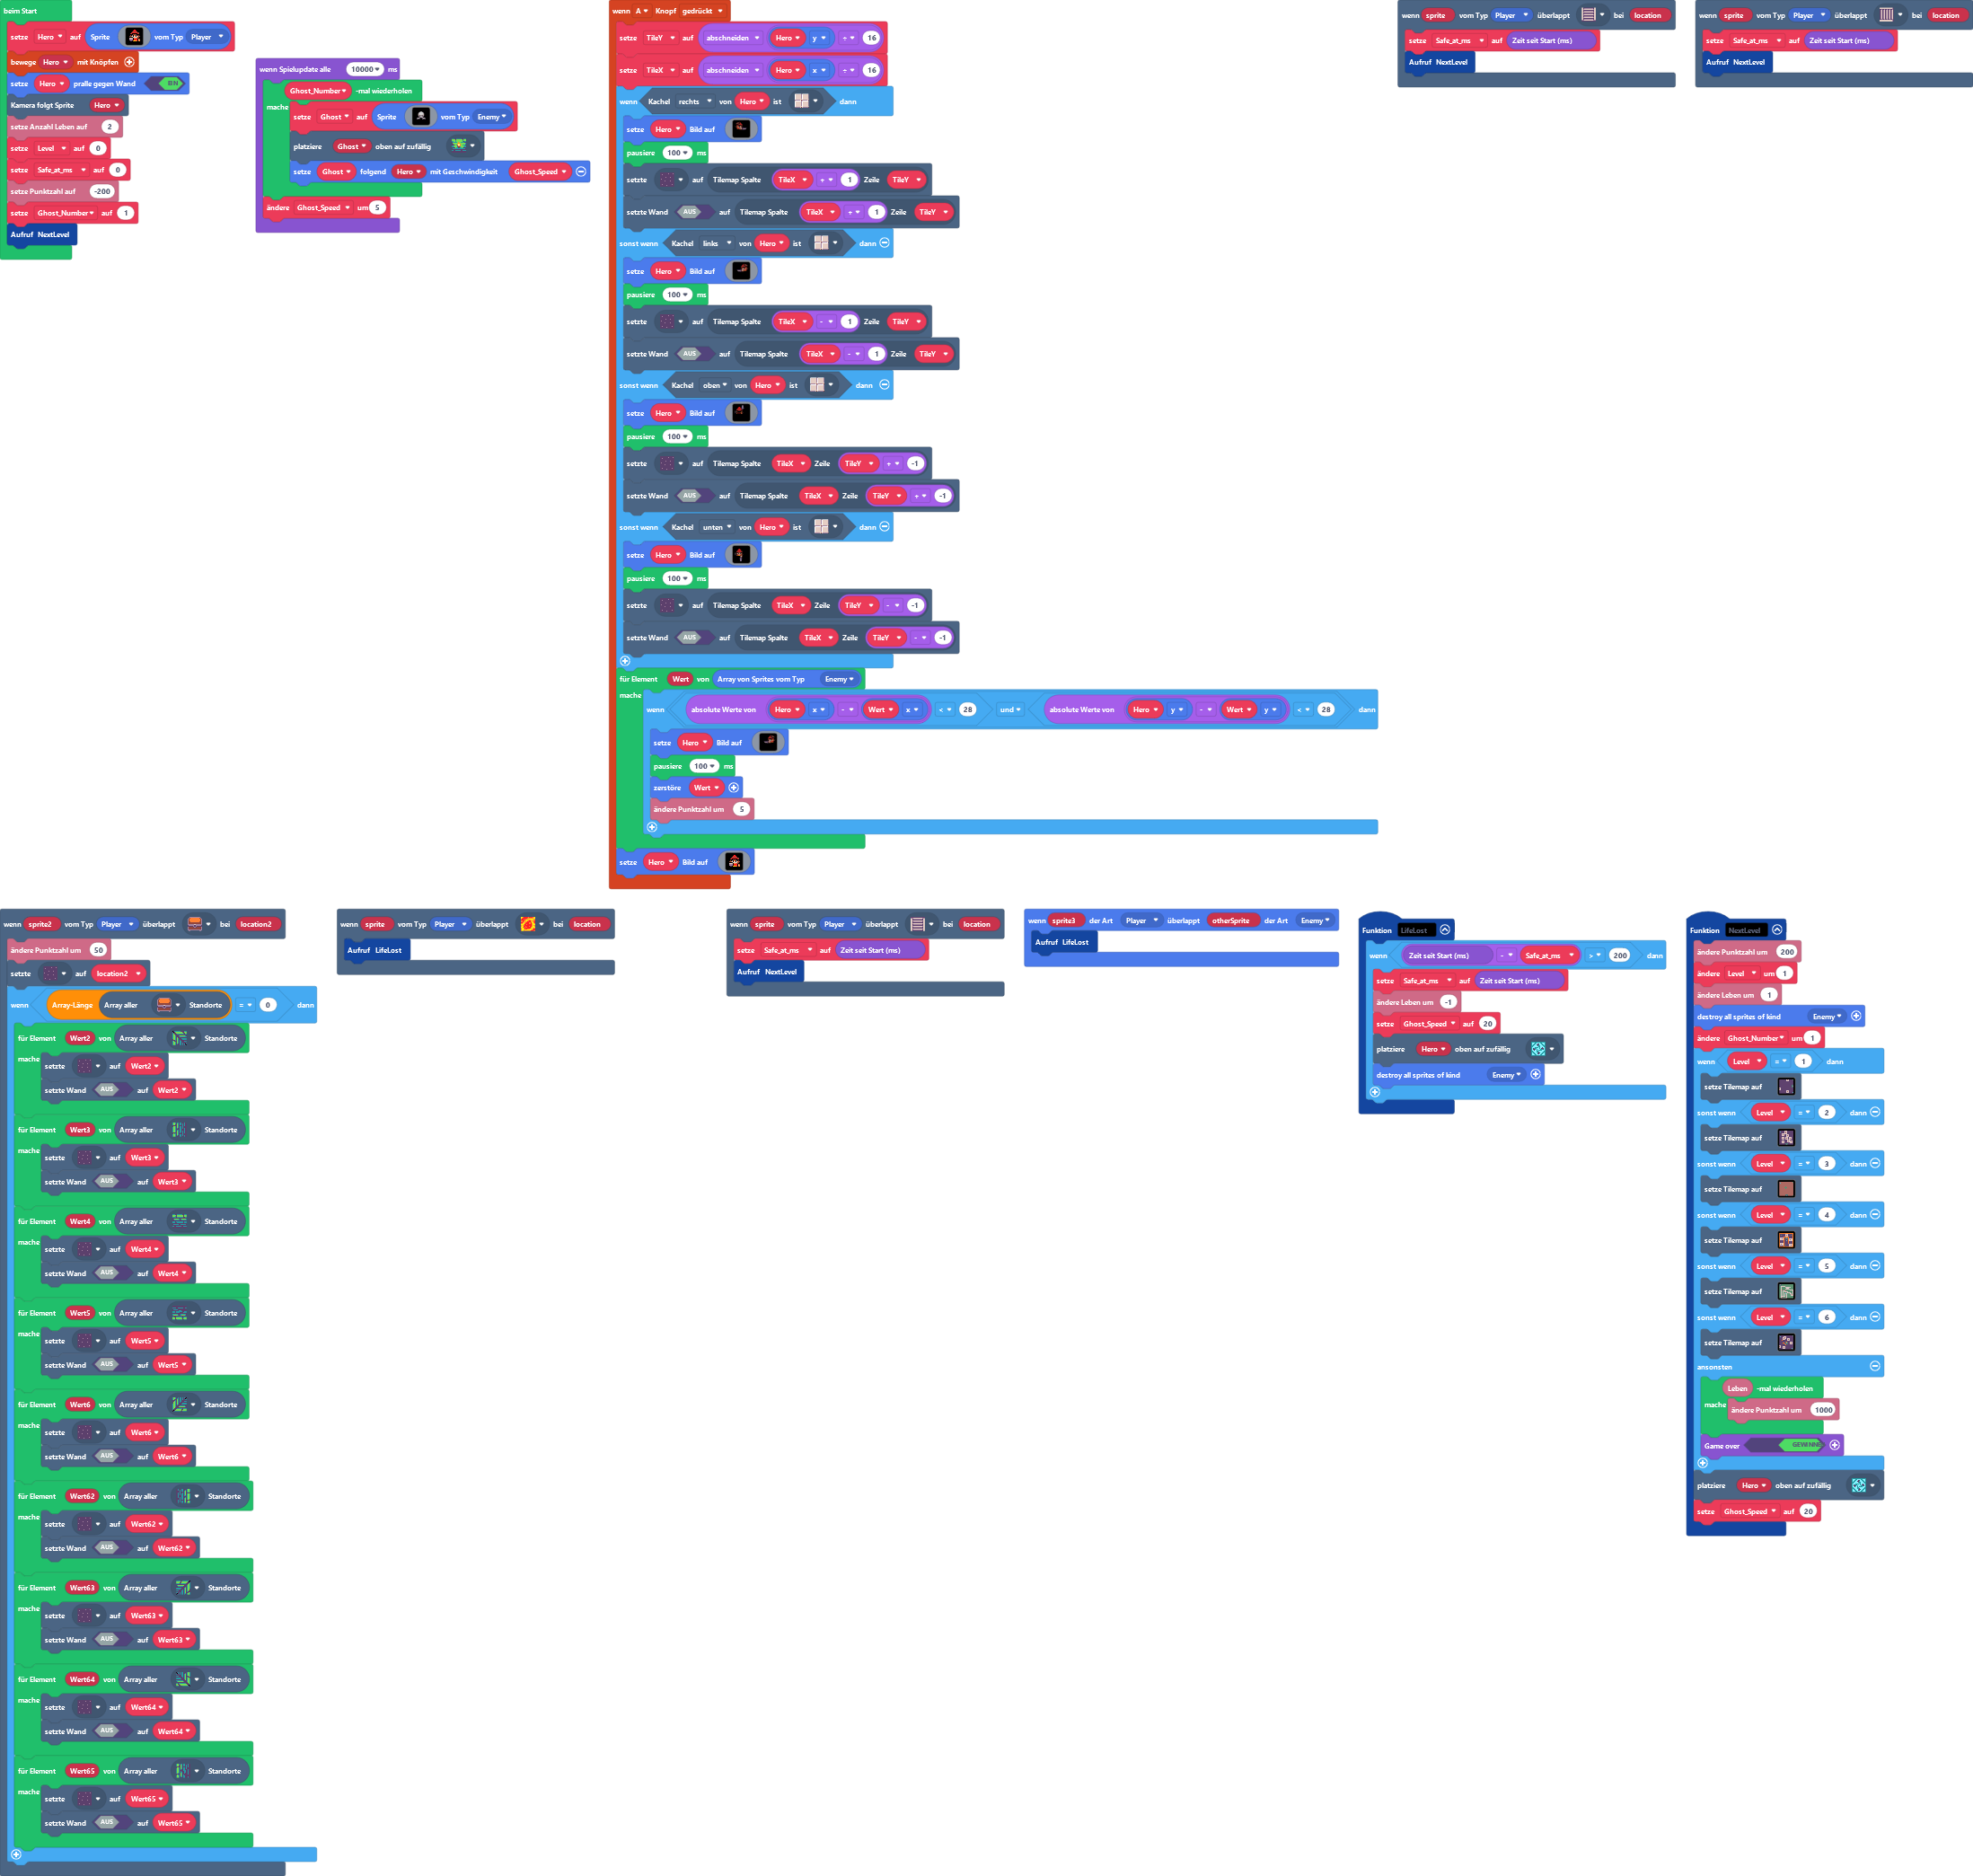 beim Start
setze Hero auf Sprite vom Typ Player
bewege Hero mit Knöpfen
setze Hero pralle gegen Wand
Kamera folgt Sprite Hero
setze Anzahl Leben auf 2
setze Level auf 0
setze Safe_at_ms auf 0
setze Punktzahl auf -200
setze Ghost_Number auf 1
Aufruf NextLevel
wenn Spielupdate alle 10000 ms
Ghost_Number -mal wiederholen
mache
setze Ghost auf Sprite vom Typ Enemy
platziere Ghost oben auf zufällig
setze Ghost folgend Hero mit Geschwindigkeit Ghost_Speed
ändere Ghost_Speed um 5
wenn A Knopf gedrückt
setze TileY auf abschneiden Hero y ÷ 16
setze TileX auf abschneiden Hero x ÷ 16
wenn Kachel rechts von Hero ist dann
setze Hero Bild auf
pausiere 100 ms
setzte auf Tilemap Spalte TileX + 1 Zeile TileY
setzte Wand AUS auf Tilemap Spalte TileX + 1 Zeile TileY
sonst wenn Kachel links von Hero ist dann
setze Hero Bild auf
pausiere 100 ms
setzte auf Tilemap Spalte TileX - 1 Zeile TileY
setzte Wand AUS auf Tilemap Spalte TileX - 1 Zeile TileY
sonst wenn Kachel oben von Hero ist dann
setze Hero Bild auf
pausiere 100 ms
setzte auf Tilemap Spalte TileX Zeile TileY + -1
setzte Wand AUS auf Tilemap Spalte TileX Zeile TileY + -1
sonst wenn Kachel unten von Hero ist dann
setze Hero Bild auf
pausiere 100 ms
setzte auf Tilemap Spalte TileX Zeile TileY - -1
setzte Wand AUS auf Tilemap Spalte TileX Zeile TileY - -1
für Element Wert von Array von Sprites vom Typ Enemy
mache
wenn absolute Werte von Hero x - Wert x < 28 und absolute Werte von Hero y - Wert y < 28 dann
setze Hero Bild auf
pausiere 100 ms
zerstöre Wert
ändere Punktzahl um 5
setze Hero Bild auf
wenn sprite vom Typ Player überlappt bei location
setze Safe_at_ms auf Zeit seit Start (ms)
Aufruf NextLevel
wenn sprite vom Typ Player überlappt bei location
setze Safe_at_ms auf Zeit seit Start (ms)
Aufruf NextLevel
wenn sprite2 vom Typ Player überlappt bei location2
ändere Punktzahl um 50
setzte auf location2
wenn Array-Länge Array aller Standorte = 0 dann
für Element Wert2 von Array aller Standorte
mache
setzte auf Wert2
setzte Wand AUS auf Wert2
für Element Wert3 von Array aller Standorte
mache
setzte auf Wert3
setzte Wand AUS auf Wert3
für Element Wert4 von Array aller Standorte
mache
setzte auf Wert4
setzte Wand AUS auf Wert4
für Element Wert5 von Array aller Standorte
mache
setzte auf Wert5
setzte Wand AUS auf Wert5
für Element Wert6 von Array aller Standorte
mache
setzte auf Wert6
setzte Wand AUS auf Wert6
für Element Wert62 von Array aller Standorte
mache
setzte auf Wert62
setzte Wand AUS auf Wert62
für Element Wert63 von Array aller Standorte
mache
setzte auf Wert63
setzte Wand AUS auf Wert63
für Element Wert64 von Array aller Standorte
mache
setzte auf Wert64
setzte Wand AUS auf Wert64
für Element Wert65 von Array aller Standorte
mache
setzte auf Wert65
setzte Wand AUS auf Wert65
wenn sprite vom Typ Player überlappt bei location
Aufruf LifeLost
wenn sprite vom Typ Player überlappt bei location
setze Safe_at_ms auf Zeit seit Start (ms)
Aufruf NextLevel
wenn sprite3 der Art Player überlappt otherSprite der Art Enemy
Aufruf LifeLost
Funktion LifeLost
wenn Zeit seit Start (ms) - Safe_at_ms > 200 dann
setze Safe_at_ms auf Zeit seit Start (ms)
ändere Leben um -1
setze Ghost_Speed auf 20
platziere Hero oben auf zufällig
destroy all sprites of kind Enemy
Funktion NextLevel
ändere Punktzahl um 200
ändere Level um 1
ändere Leben um 1
destroy all sprites of kind Enemy
ändere Ghost_Number um 1
wenn Level = 1 dann
setze Tilemap auf
sonst wenn Level = 2 dann
setze Tilemap auf
sonst wenn Level = 3 dann
setze Tilemap auf
sonst wenn Level = 4 dann
setze Tilemap auf
sonst wenn Level = 5 dann
setze Tilemap auf
sonst wenn Level = 6 dann
setze Tilemap auf
ansonsten
Leben -mal wiederholen
mache
ändere Punktzahl um 1000
Game over GEWINNE
platziere Hero oben auf zufällig
setze Ghost_Speed auf 20